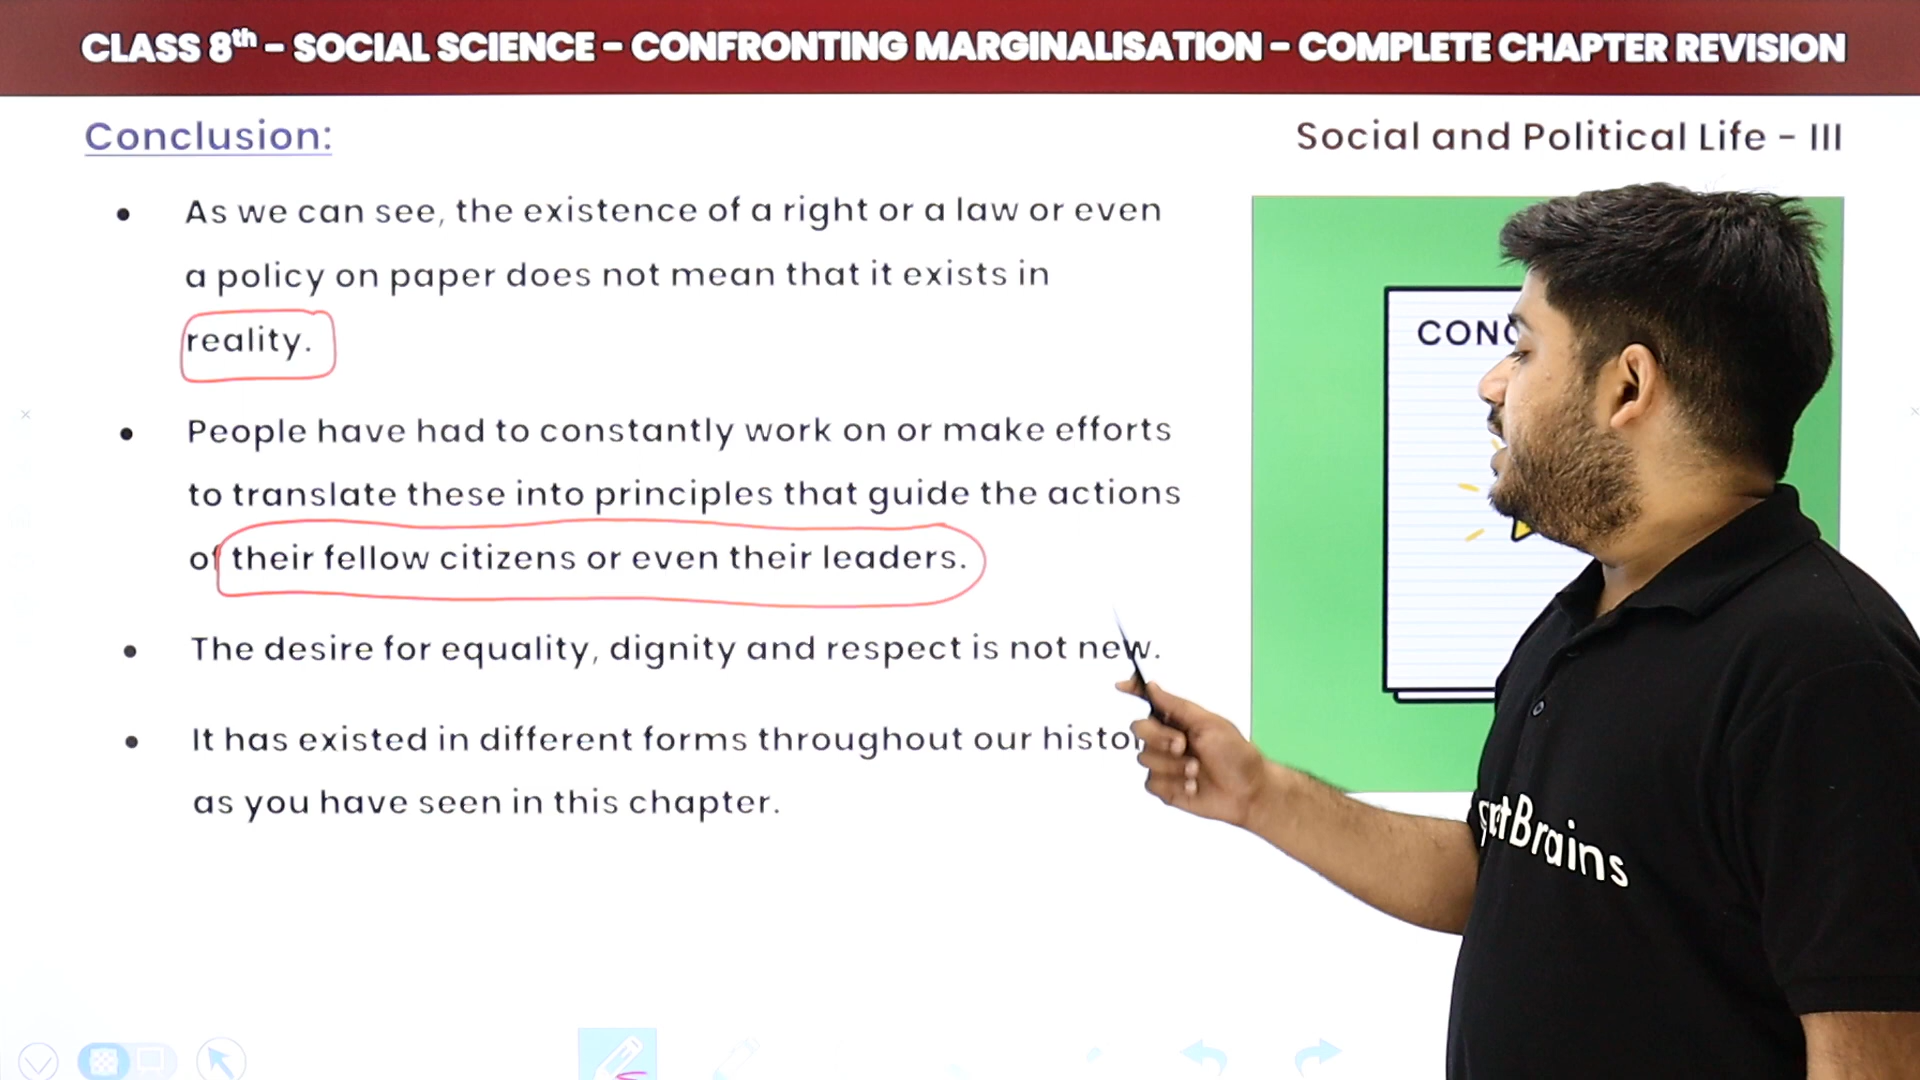 CLASS 8th – SOCIAL SCIENCE – CONFRONTING MARGINALISATION – COMPLETE CHAPTER REVISION
Conclusion:
Social and Political Life – III
• As we can see, the existence of a right or a law or even
a policy on paper does not mean that it exists in
reality.
• People have had to constantly work on or make efforts
to translate these into principles that guide the actions
of their fellow citizens or even their leaders.
• The desire for equality, dignity and respect is not new.
• It has existed in different forms throughout our
as you have seen in this chapter.